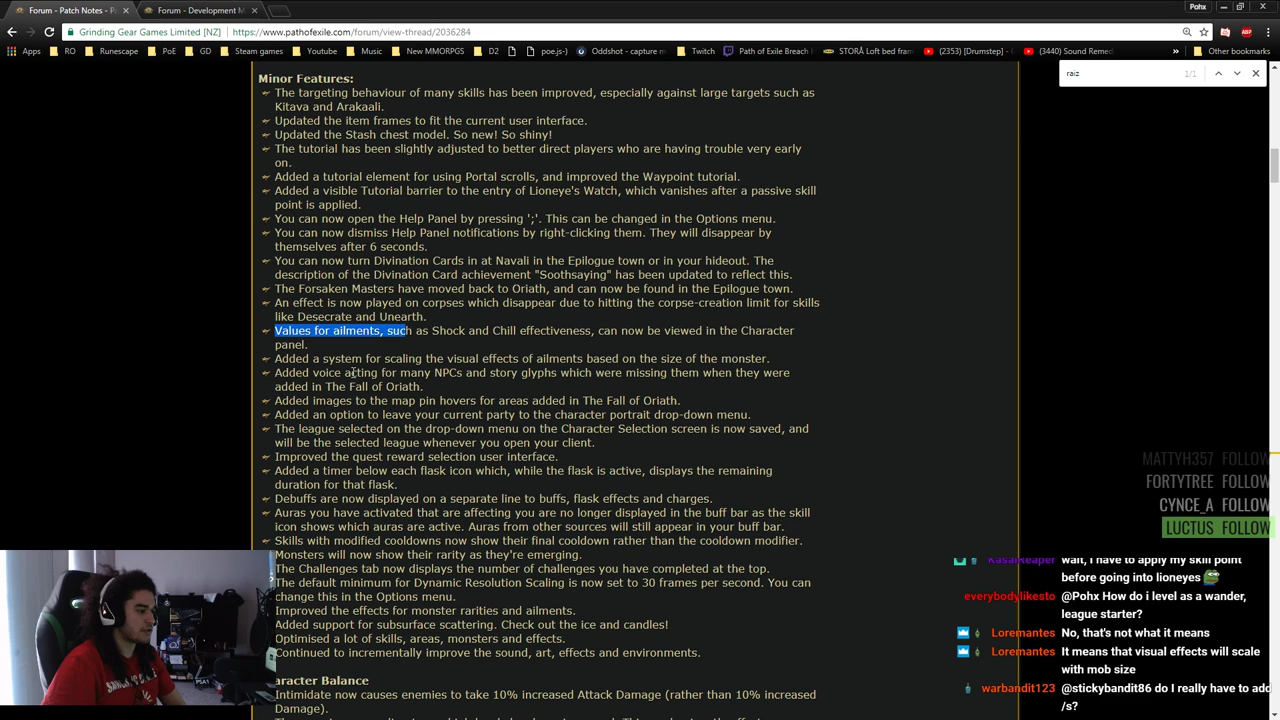 Forum - Patch Notes - P
Forum - Development M
Pohx
Grinding Gear Games Limited [NZ]
https://www.pathofexile.com/forum/view-thread/2036284
Apps
RO
Runescape
PoE
GD
Steam games
Youtube
Music
New MMORPGS
D2
poe.js-)
Oddshot - capture m
Twitch
Path of Exile Breach
STORÅ Loft bed fram
(2353) [Drumstep]
(3440) Sound Remed
Other bookmarks
raiz
1/1
Minor Features:
The targeting behaviour of many skills has been improved, especially against large targets such as
Kitava and Arakaali.
Updated the item frames to fit the current user interface.
Updated the Stash chest model. So new! So shiny!
The tutorial has been slightly adjusted to better direct players who are having trouble very early
on.
Added a tutorial element for using Portal scrolls, and improved the Waypoint tutorial.
Added a visible Tutorial barrier to the entry of Lioneye's Watch, which vanishes after a passive skill
point is applied.
You can now open the Help Panel by pressing ';'. This can be changed in the Options menu.
You can now dismiss Help Panel notifications by right-clicking them. They will disappear by
themselves after 6 seconds.
You can now turn Divination Cards in at Navali in the Epilogue town or in your hideout. The
description of the Divination Card achievement "Soothsaying" has been updated to reflect this.
The Forsaken Masters have moved back to Oriath, and can now be found in the Epilogue town.
An effect is now played on corpses which disappear due to hitting the corpse-creation limit for skills
like Desecrate and Unearth.
Values for ailments, such as Shock and Chill effectiveness, can now be viewed in the Character
panel.
Added a system for scaling the visual effects of ailments based on the size of the monster.
Added voice acting for many NPCs and story glyphs which were missing them when they were
added in The Fall of Oriath.
Added images to the map pin hovers for areas added in The Fall of Oriath.
Added an option to leave your current party to the character portrait drop-down menu.
The league selected on the drop-down menu on the Character Selection screen is now saved, and
will be the selected league whenever you open your client.
Improved the quest reward selection user interface.
Added a timer below each flask icon which, while the flask is active, displays the remaining
duration for that flask.
Debuffs are now displayed on a separate line to buffs, flask effects and charges.
Auras you have activated that are affecting you are no longer displayed in the buff bar as the skill
icon shows which auras are active. Auras from other sources will still appear in your buff bar.
Skills with modified cooldowns now show their final cooldown rather than the cooldown modifier.
Monsters will now show their rarity as they're emerging.
The Challenges tab now displays the number of challenges you have completed at the top.
The default minimum for Dynamic Resolution Scaling is now set to 30 frames per second. You can
change this in the Options menu.
Improved the effects for monster rarities and ailments.
Added support for subsurface scattering. Check out the ice and candles!
Optimised a lot of skills, areas, monsters and effects.
Continued to incrementally improve the sound, art, effects and environments.
aracter Balance
Intimidate now causes enemies to take 10% increased Attack Damage (rather than 10% increased
Damage).
MATTYH357 FOLLOW
FORTYTREE FOLLOW
CYNCE_A FOLLOW
LUCTUS FOLLOW
KasaiReaper wait, I have to apply my skill point
before going into lioneyes
everybodylikesto @Pohx How do i level as a wander,
league starter?
Loremantes No, that's not what it means
Loremantes It means that visual effects will scale
with mob size
warbandit123 @stickybandit86 do I really have to add
/s?